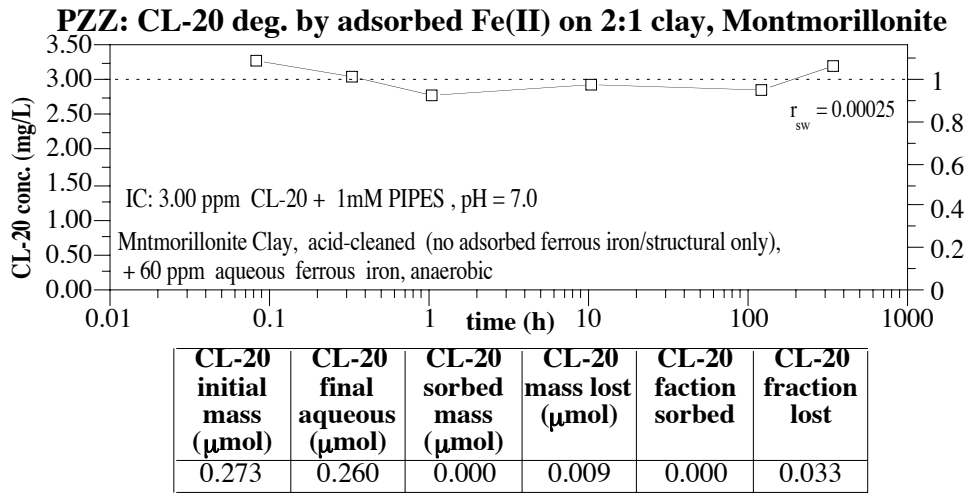 PZZ: CL-20 deg. by adsorbed Fe(II) on 2:1 clay, Montmorillonite
3.50
3.00
2.50
2.00
1.50
1.00
0.50
0.00
CL-20 conc. (mg/L)
1
0.8
0.6
0.4
0.2
0
r sw = 0.00025
IC: 3.00 ppm CL-20 + 1mM PIPES , pH = 7.0
Mntmorillonite Clay, acid-cleaned (no adsorbed ferrous iron/structural only),
+ 60 ppm aqueous ferrous iron, anaerobic
0.01 0.1 1 10 100 1000
time (h)
CL-20 CL-20 CL-20 CL-20 CL-20 CL-20
initial final sorbed mass lost faction fraction
mass aqueous mass (μmol) sorbed lost
(μmol) (μmol) (μmol)
0.273 0.260 0.000 0.009 0.000 0.033